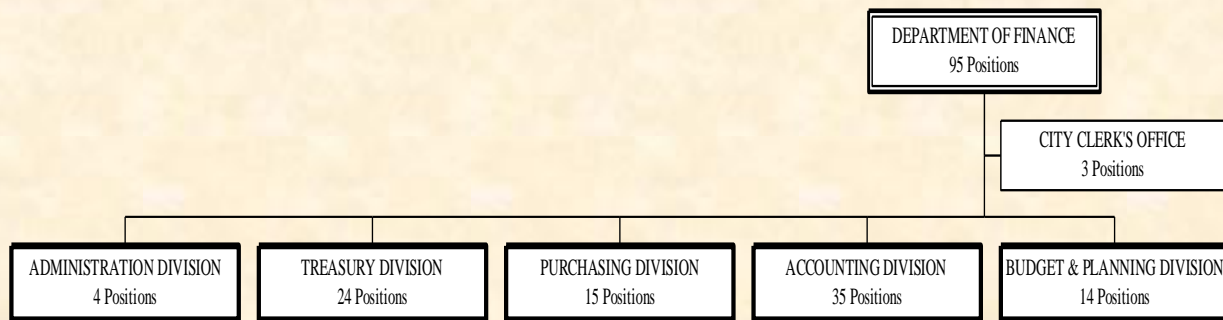 DEPARTMENT OF FINANCE
95 Positions
CITY CLERK'S OFFICE
3 Positions
ADMINISTRATION DIVISION
4 Positions
TREASURY DIVISION
24 Positions
PURCHASING DIVISION
15 Positions
ACCOUNTING DIVISION
35 Positions
BUDGET & PLANNING DIVISION
14 Positions